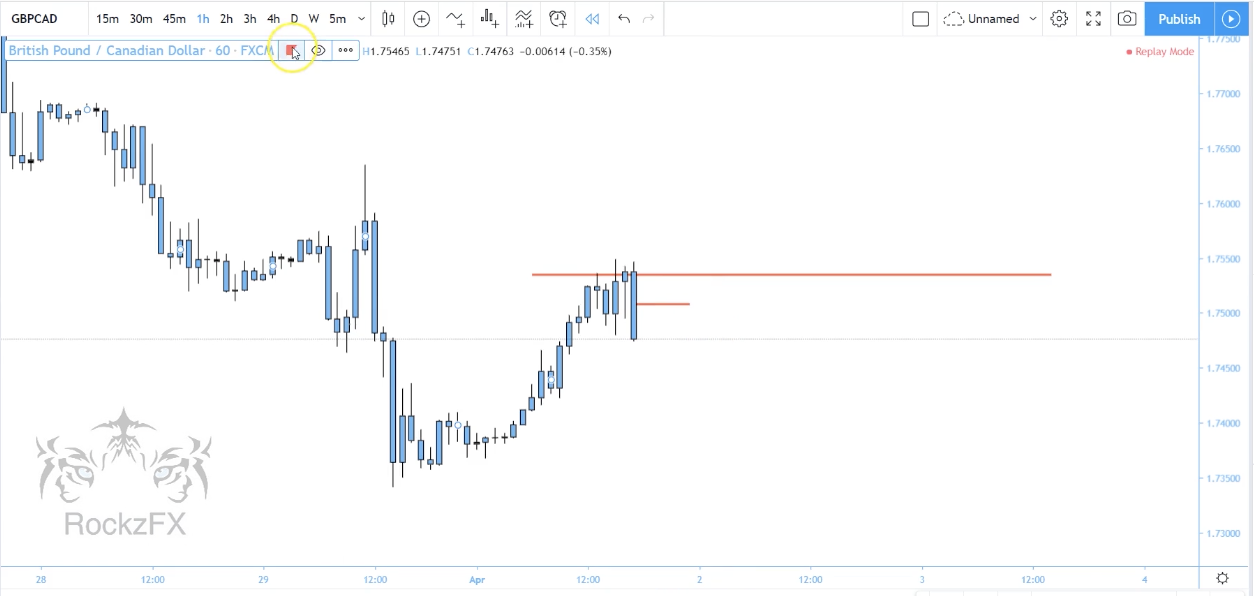 GBPCAD 15m 30m 45m 1h 2h 3h 4h D W 5m Unnamed Publish
British Pound / Canadian Dollar · 60 · FXCM H1.75465 L1.74751 C1.74763 -0.00614 (-0.35%)
Replay Mode
1.77500
1.77000
1.76500
1.76000
1.75500
1.75000
1.74500
1.74000
1.73500
1.73000
RockzFX
28 12:00 29 12:00 Apr 12:00 2 12:00 3 12:00 4